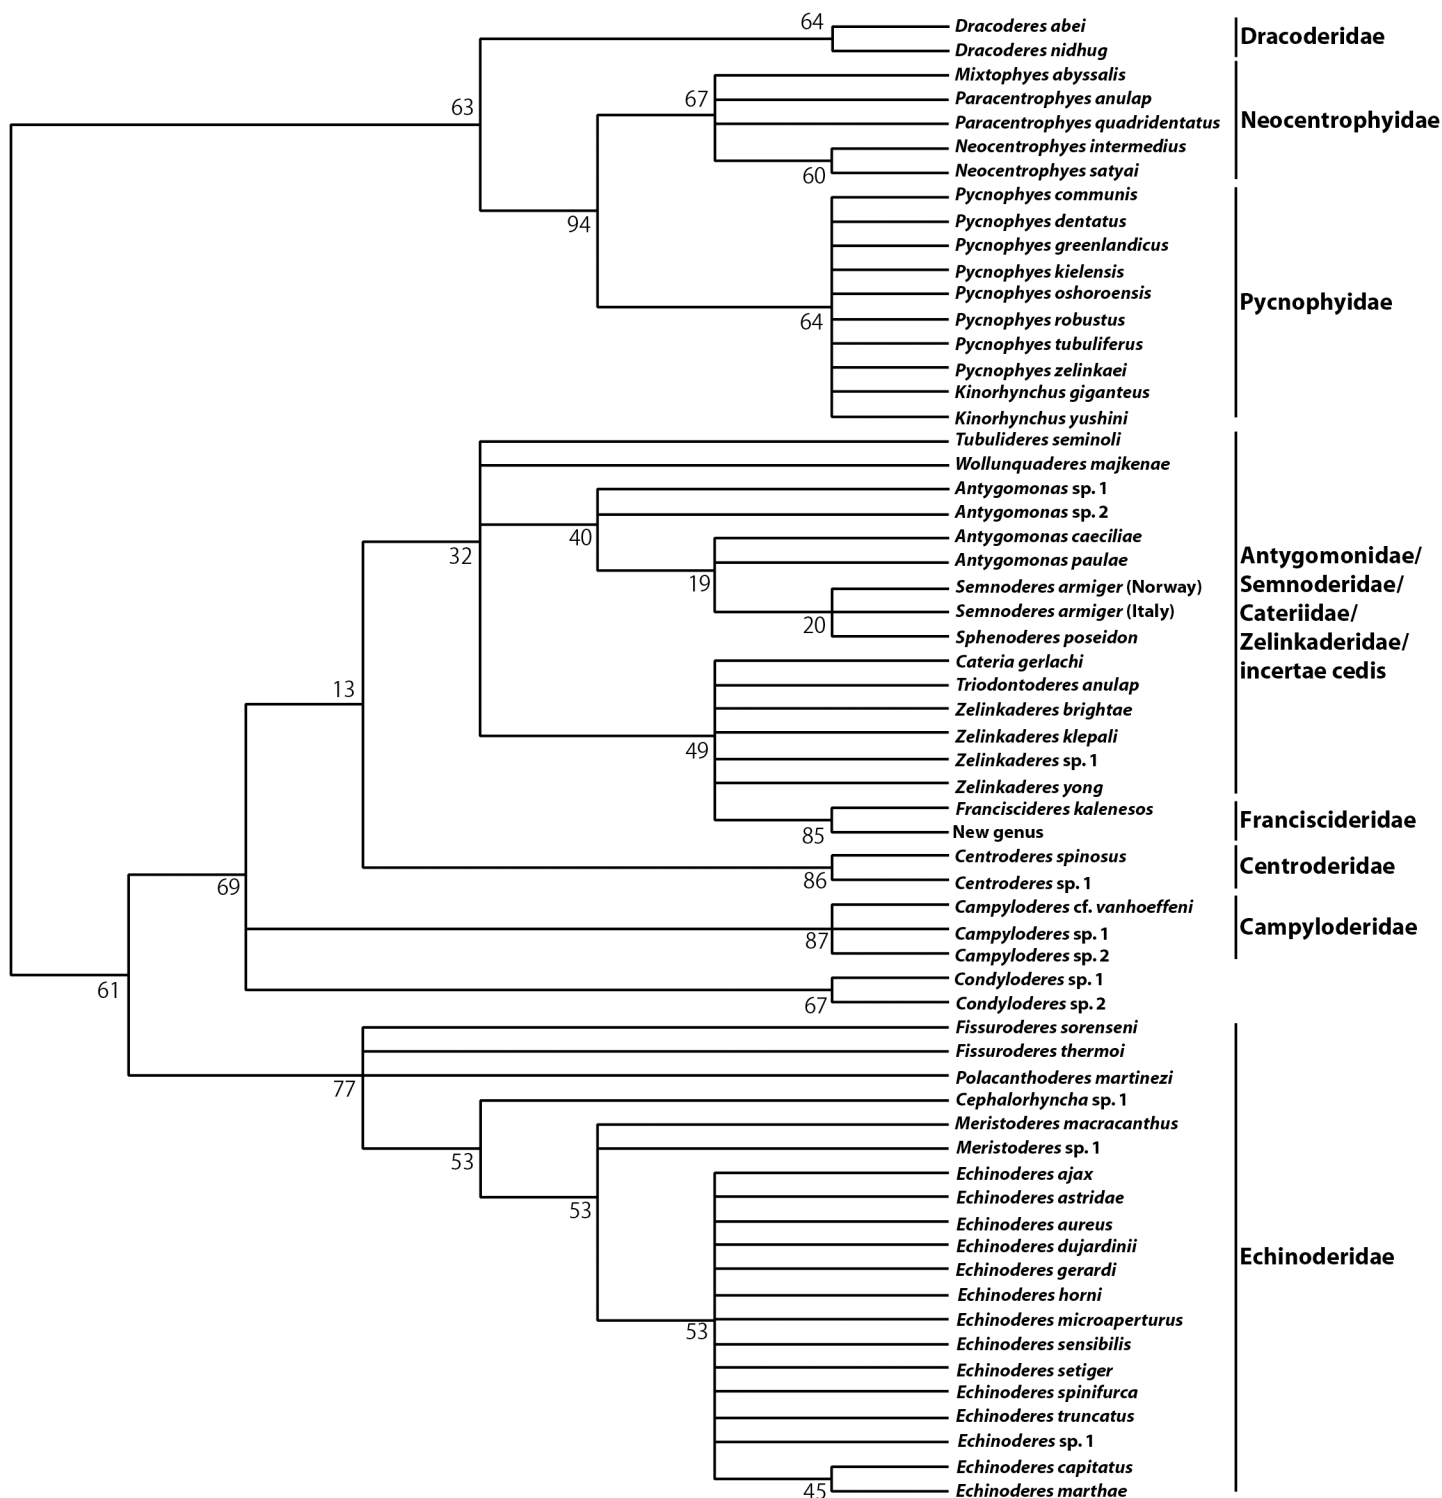 64
Dracoderes abei
Dracoderes nidhug
Dracoderidae
63
67
Mixtophyes abyssalis
Paracentrophyes anulap
Paracentrophyes quadridentatus
Neocentrophyes intermedius
60
Neocentrophyes satyai
Neocentrophyidae
94
Pycnophyes communis
Pycnophyes dentatus
Pycnophyes greenlandicus
Pycnophyes kielensis
Pycnophyes oshoroensis
64
Pycnophyes robustus
Pycnophyes tubuliferus
Pycnophyes zelinkaei
Kinorhynchus giganteus
Kinorhynchus yushini
Pycnophyidae
Tubulideres seminoli
Wollunquaderes majkenae
Antygomonas sp. 1
Antygomonas sp. 2
32
40
Antygomonas caeciliae
Antygomonas paulae
19
Semnoderes armiger (Norway)
Semnoderes armiger (Italy)
20
Sphenoderes poseidon
Cateria gerlachi
Triodontoderes anulap
Zelinkaderes brightae
Zelinkaderes klepali
49
Zelinkaderes sp. 1
Zelinkaderes yong
Antygomonidae/
Semnoderidae/
Cateriidae/
Zelinkaderidae/
incertae cedis
13
Franciscideres kalenesos
85
New genus
Franciscideridae
Centroderes spinosus
86
Centroderes sp. 1
Centroderidae
69
Campyloderes cf. vanhoeffeni
87
Campyloderes sp. 1
Campyloderes sp. 2
Campyloderidae
61
Condyloderes sp. 1
67
Condyloderes sp. 2
Fissuroderes sorenseni
Fissuroderes thermoi
77
Polacanthoderes martinezi
Cephalorhyncha sp. 1
53
Meristoderes macracanthus
Meristoderes sp. 1
53
Echinoderes ajax
Echinoderes astridae
Echinoderes aureus
Echinoderes dujardinii
Echinoderes gerardi
Echinoderes horni
53
Echinoderes microaperturus
Echinoderes sensibilis
Echinoderes setiger
Echinoderes spinifurca
Echinoderes truncatus
Echinoderes sp. 1
Echinoderes capitatus
45
Echinoderes marthae
Echinoderidae